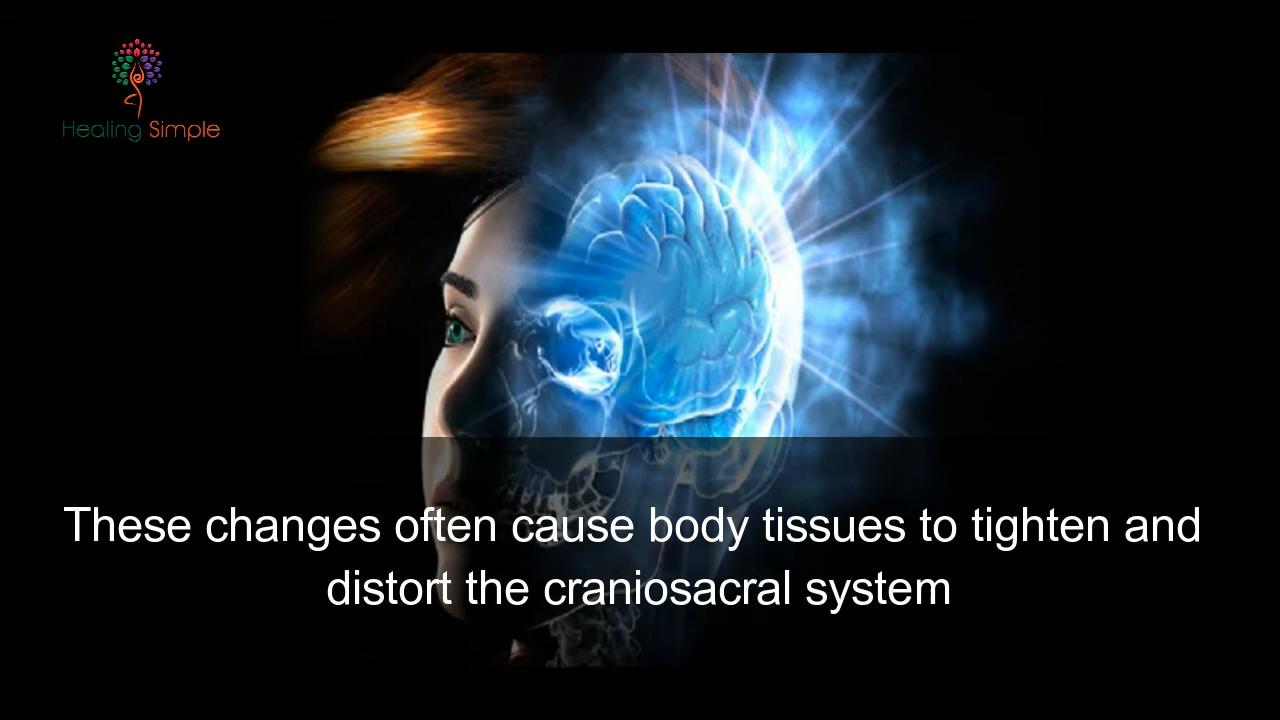 Healing Simple
These changes often cause body tissues to tighten and
distort the craniosacral system